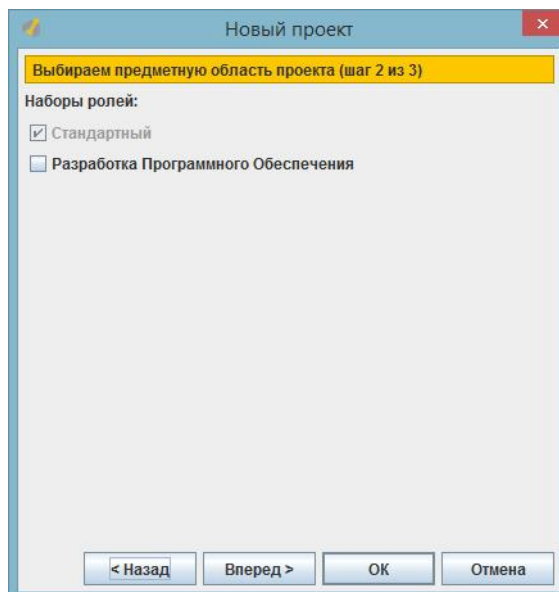 Новый проект
Выбираем предметную область проекта (шаг 2 из 3)
Наборы ролей:
Стандартный
Разработка Программного Обеспечения
< Назад Вперед > OK Отмена